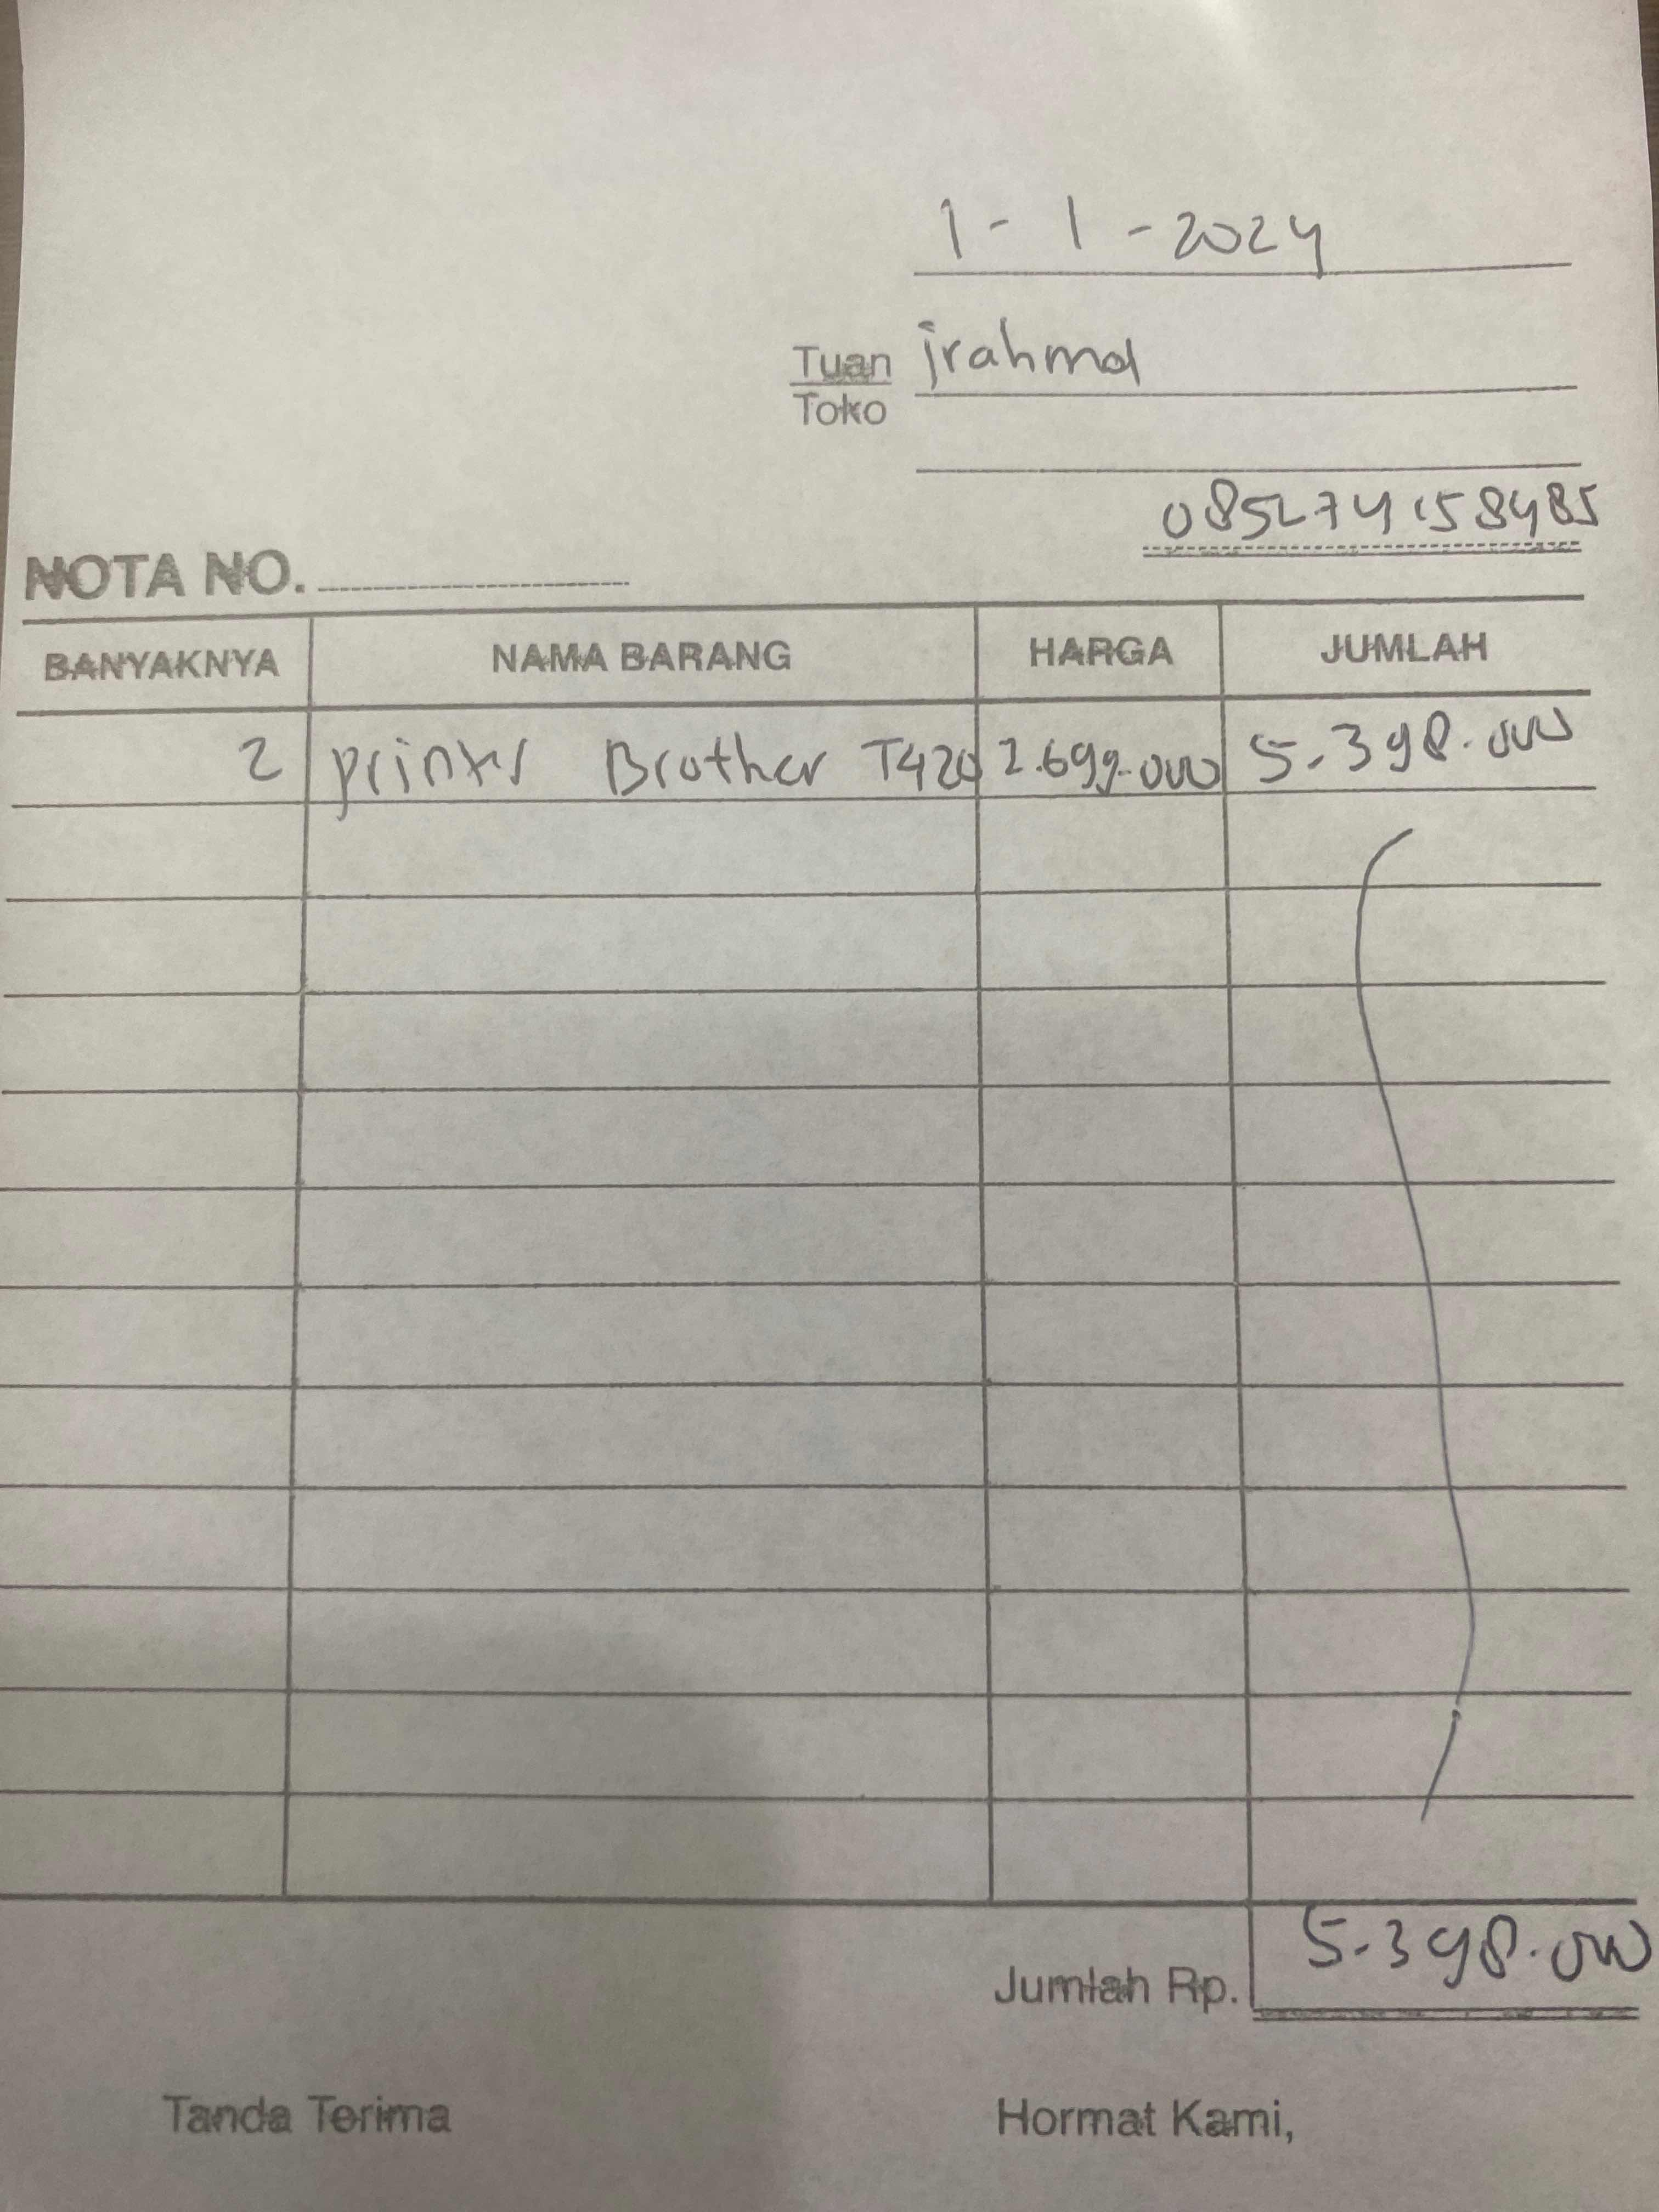 1 - 1 - 2024
Tuan irahmd
Toko
085274158485
NOTA NO.
BANYAKNYA NAMA BARANG HARGA JUMLAH
2 printer Brother T420 2.699.000 5.398.000
Jumlah Rp. 5.398.000
Tanda Terima Hormat Kami,